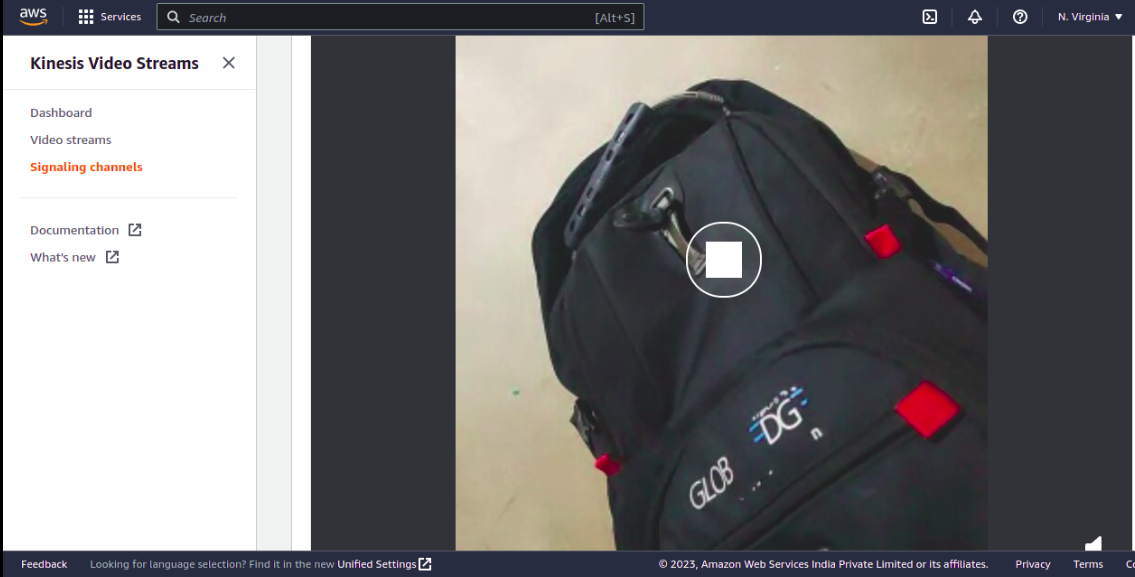 aws
Services
Search
[Alt+S]
N. Virginia
Kinesis Video Streams
Dashboard
Video streams
Signaling channels
Documentation
What's new
DG
GLOB
Feedback
Looking for language selection? Find it in the new Unified Settings
© 2023, Amazon Web Services India Private Limited or its affiliates.
Privacy
Terms